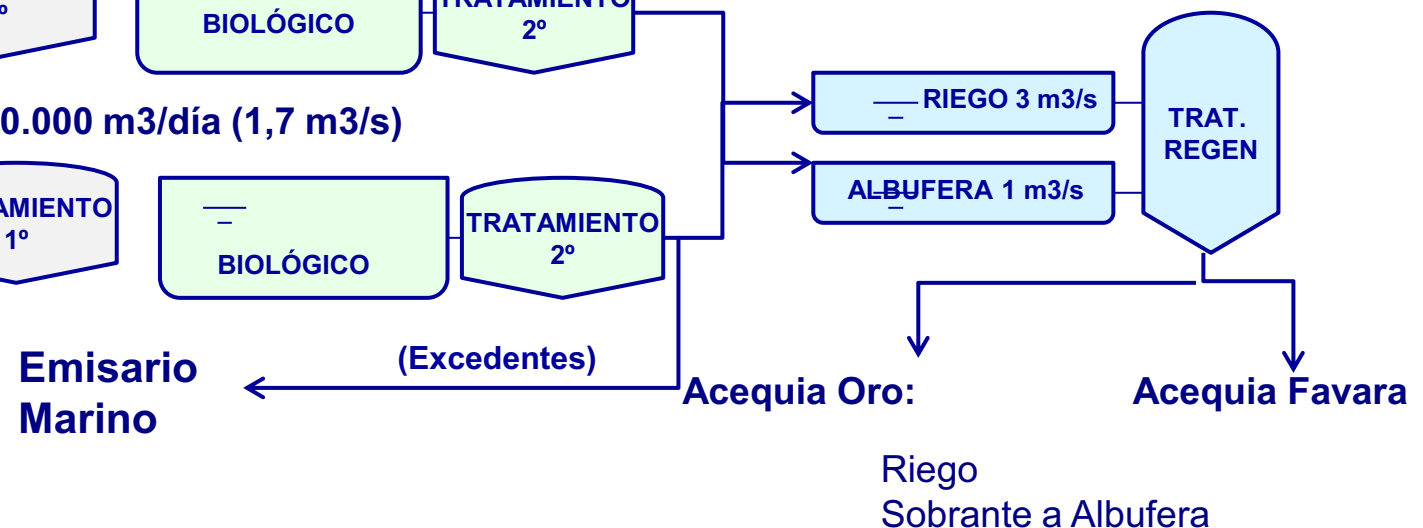 BIOLÓGICO
TRATAMIENTO
2º
RIEGO 3 m3/s
TRAT.
REGEN
0.000 m3/día (1,7 m3/s)
ALBUFERA 1 m3/s
1º
BIOLÓGICO
TRATAMIENTO
2º
(Excedentes)
Emisario
Marino
Acequia Oro:
Acequia Favara
Riego
Sobrante a Albufera